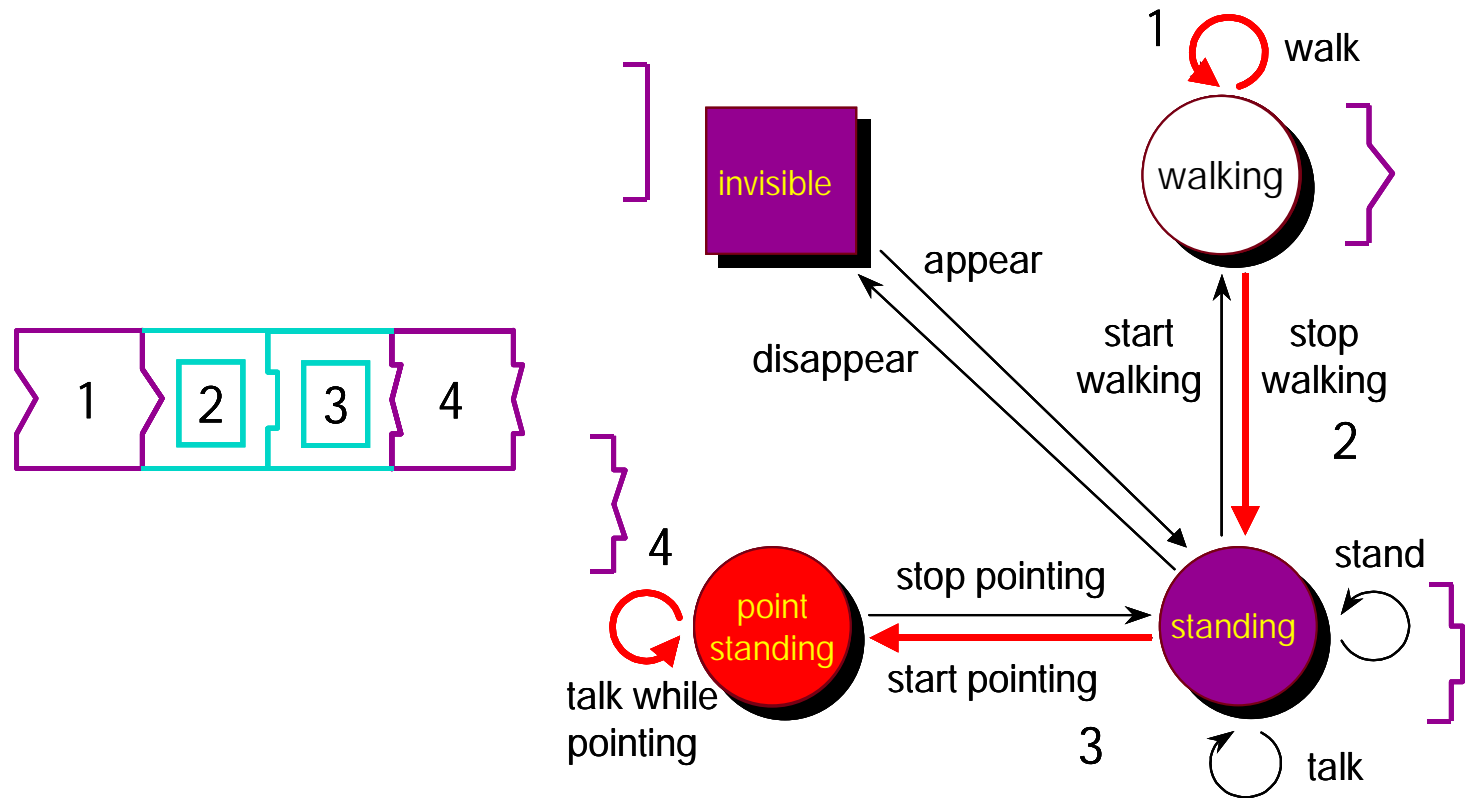 1
walk
invisible
walking
appear
disappear
start
walking
stop
walking
1
2
3
4
2
4
stop pointing
stand
point
standing
standing
start pointing
talk while
pointing
3
talk